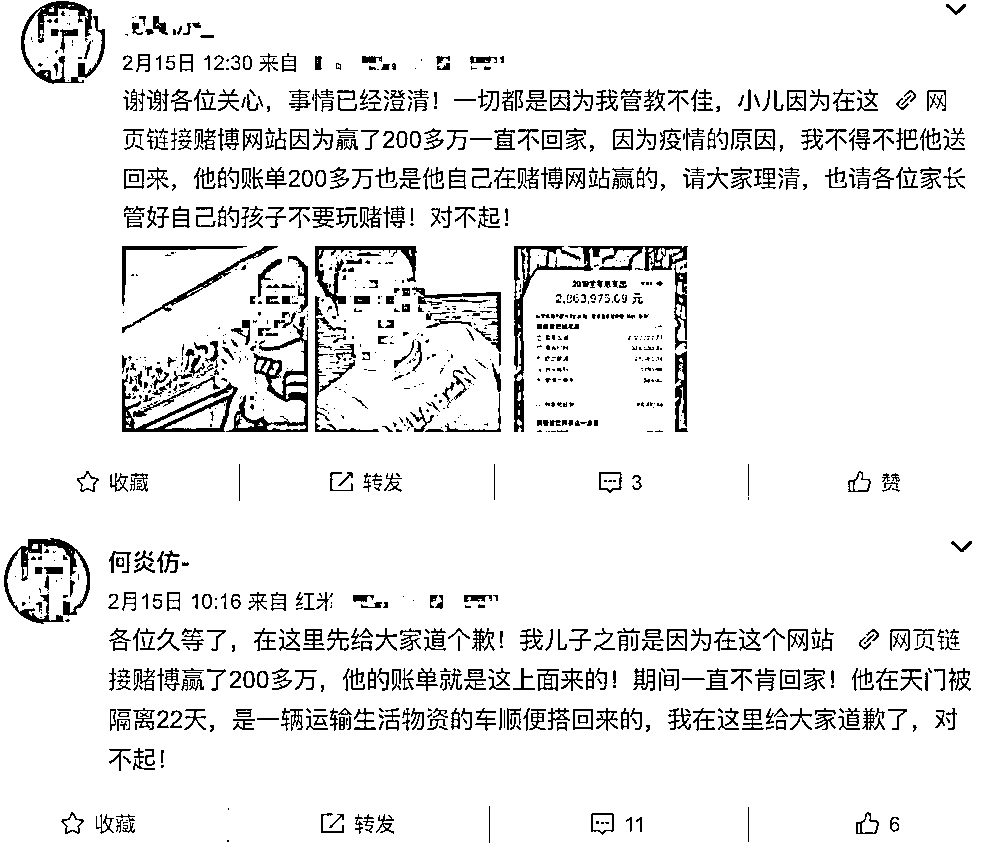 2月15日 12:30 来自
谢谢各位关心，事情已经澄清！一切都是因为我管教不佳，小儿因为在这 网
页链接赌博网站因为赢了200多万一直不回家，因为疫情的原因，我不得不把他送
回来，他的账单200多万也是他自己在赌博网站赢的，请大家理清，也请各位家长
管好自己的孩子不要玩赌博！对不起！
2,863,975.09 元
收藏 转发 3 赞
何炎仿-
2月15日 10:16 来自 红米
各位久等了，在这里先给大家道个歉！我儿子之前是因为在这个网站 网页链
接赌博赢了200多万，他的账单就是这上面来的！期间一直不肯回家！他在天门被
隔离22天，是一辆运输生活物资的车顺便搭回来的，我在这里给大家道歉了，对
不起！
收藏 转发 11 6